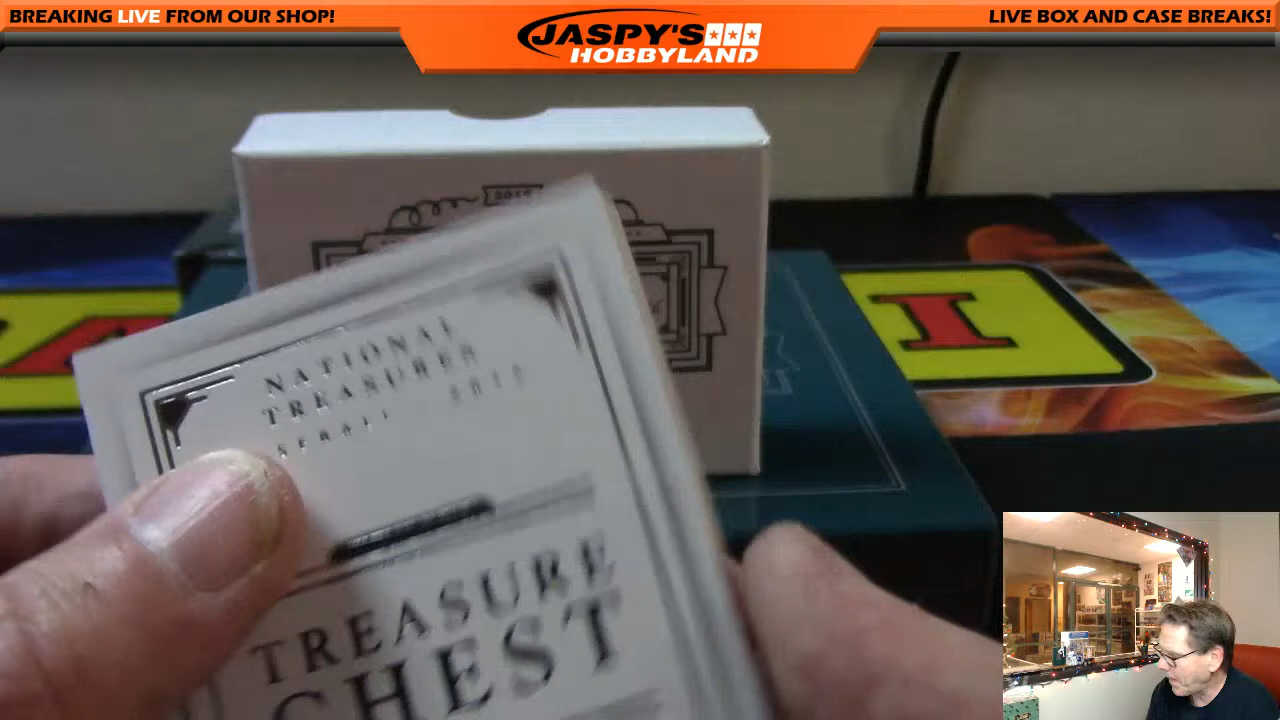 BREAKING LIVE FROM OUR SHOP!
JASPY'S
HOBBYLAND
LIVE BOX AND CASE BREAKS!
NATIONAL
TREASURES
TREASURE
CHEST
I